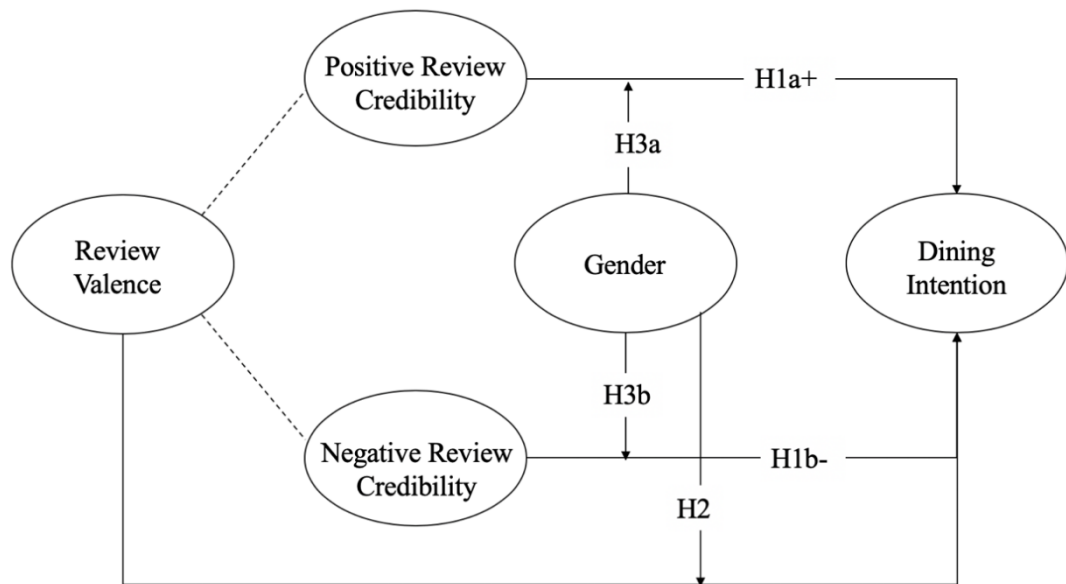 Positive Review
Credibility
H1a+
H3a
Review
Valence
Gender
Dining
Intention
H3b
Negative Review
Credibility
H1b-
H2